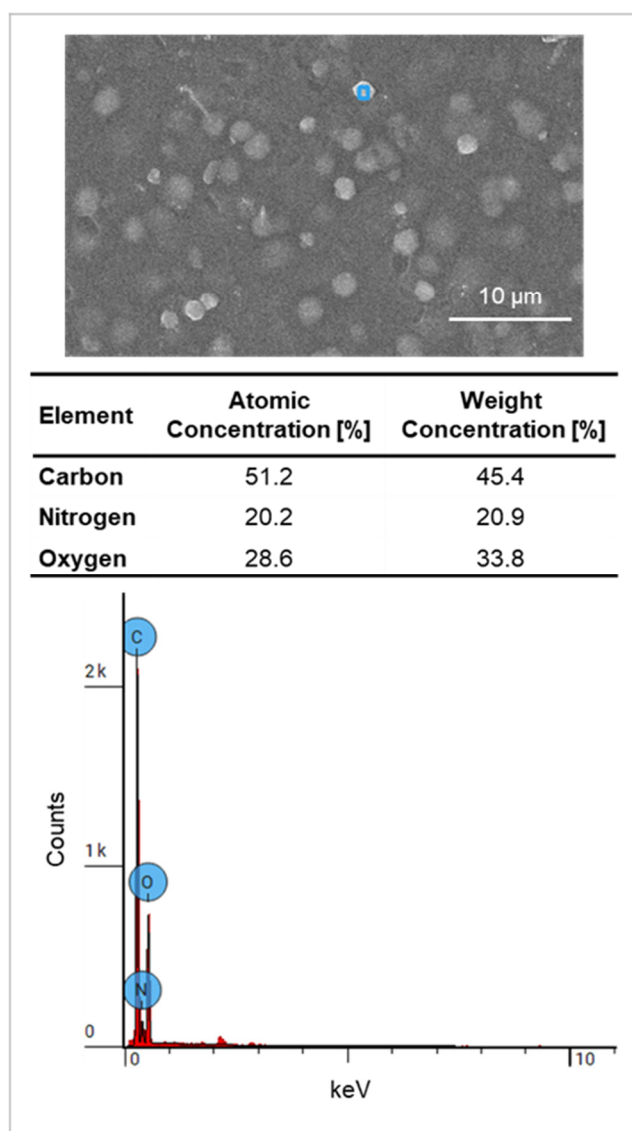 10 µm
Element
Atomic
Concentration [%]
Weight
Concentration [%]
Carbon 51.2 45.4
Nitrogen 20.2 20.9
Oxygen 28.6 33.8
C
2k
Counts
1k
O
N
0
0 10
keV